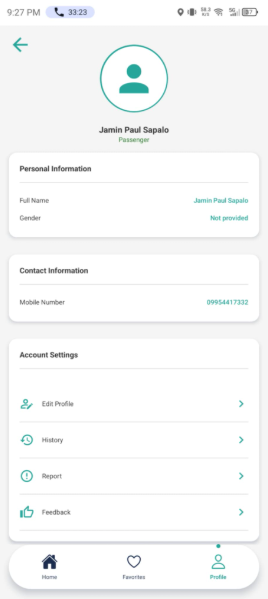 9:27 PM 33:23 58.3 5G 87
Jamin Paul Sapalo
Passenger
Personal Information
Full Name Jamin Paul Sapalo
Gender Not provided
Contact Information
Mobile Number 09954417332
Account Settings
Edit Profile
History
Report
Feedback
Home Favorites Profile